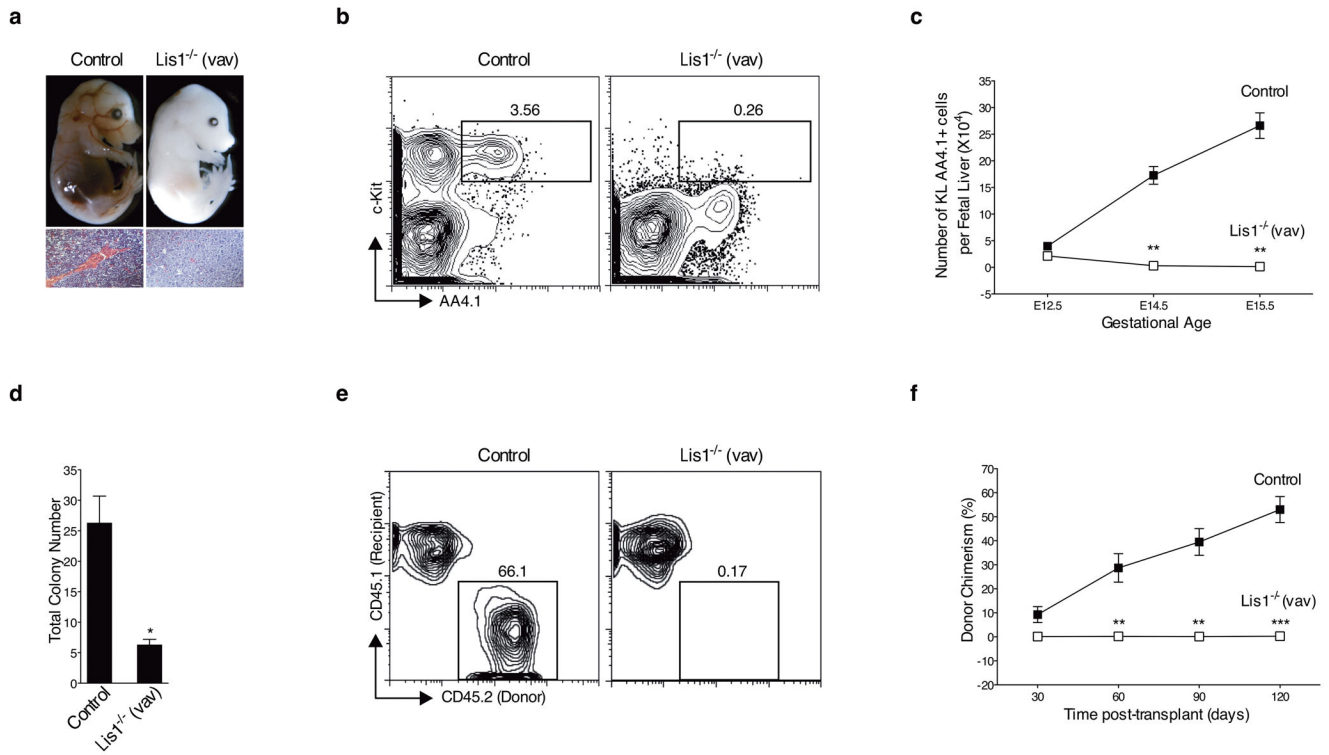 a
Control
Lis1-/- (vav)
b
Control
Lis1-/- (vav)
3.56
0.26
c-Kit
AA4.1
c
Number of KL AA4.1+ cells
per Fetal Liver (X10⁴)
35
30
25
20
15
10
5
0
-5
Control
Lis1-/- (vav)
**
**
E12.5
E14.5
E15.5
Gestational Age
d
Total Colony Number
35
30
25
20
15
10
5
0
*
Control
Lis1-/- (vav)
e
Control
Lis1-/- (vav)
66.1
0.17
CD45.1 (Recipient)
CD45.2 (Donor)
f
Donor Chimerism (%)
70
60
50
40
30
20
10
0
-10
-20
Control
Lis1-/- (vav)
**
**
***
30
60
90
120
Time post-transplant (days)